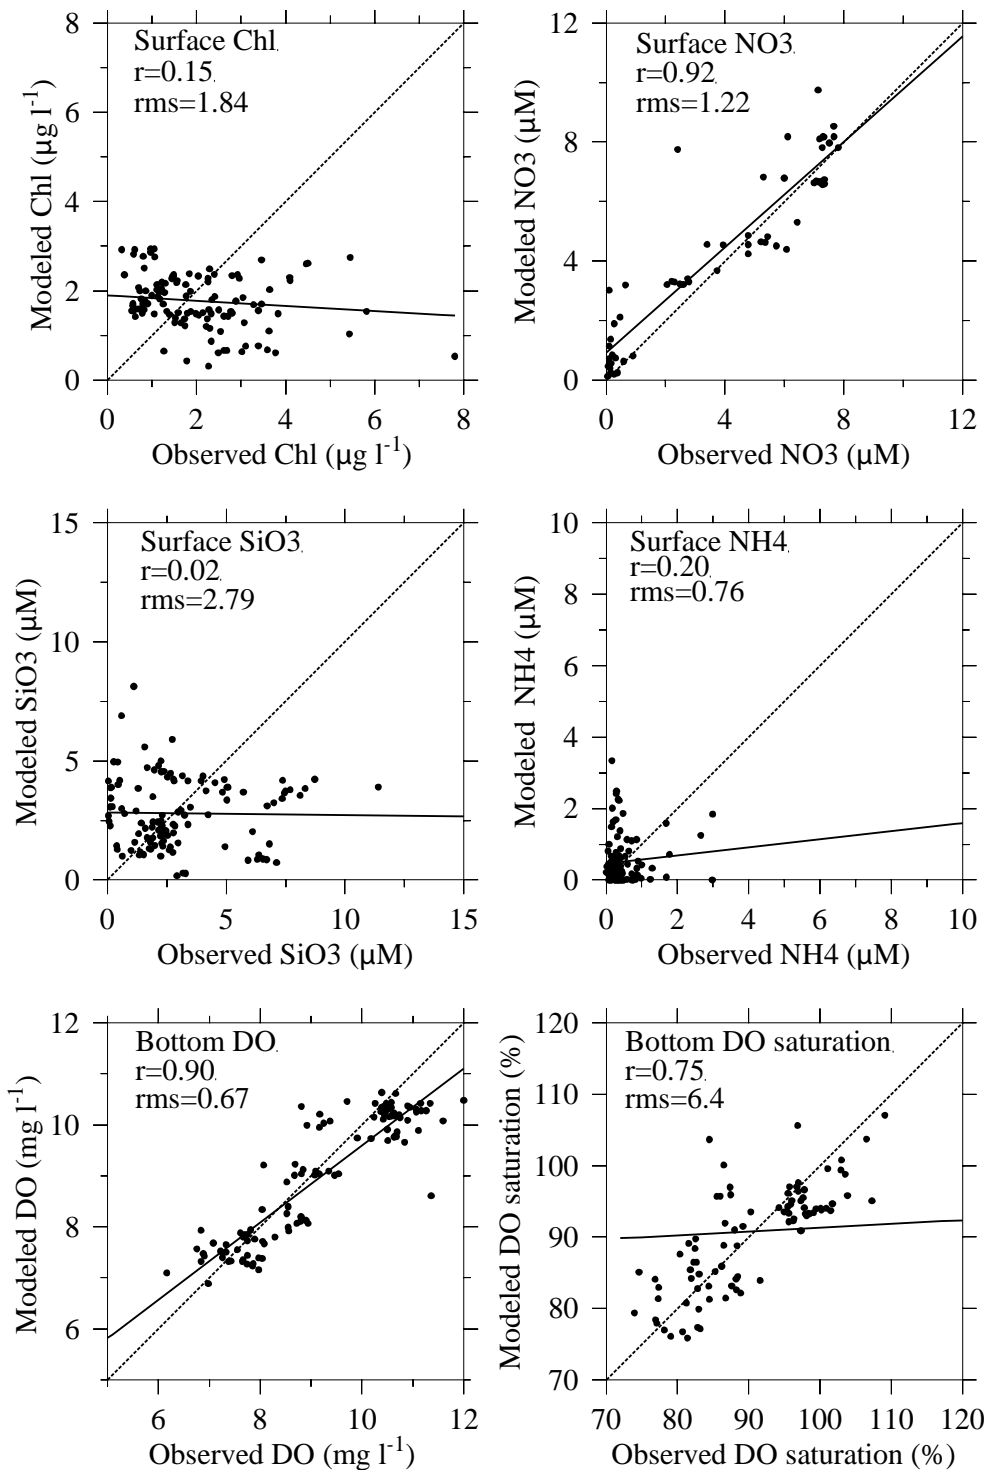 Surface Chl
r=0.15
rms=1.84
8
6
4
2
0
0 2 4 6 8
Modeled Chl (µg l-1)
Observed Chl (µg l-1)
Surface NO3
r=0.92
rms=1.22
12
8
4
0
0 4 8 12
Modeled NO3 (µM)
Observed NO3 (µM)
Surface SiO3
r=0.02
rms=2.79
15
10
5
0
0 5 10 15
Modeled SiO3 (µM)
Observed SiO3 (µM)
Surface NH4
r=0.20
rms=0.76
10
8
6
4
2
0
0 2 4 6 8 10
Modeled NH4 (µM)
Observed NH4 (µM)
Bottom DO
r=0.90
rms=0.67
12
10
8
6
6 8 10 12
Modeled DO (mg l-1)
Observed DO (mg l-1)
Bottom DO saturation
r=0.75
rms=6.4
120
110
100
90
80
70
70 80 90 100 110 120
Modeled DO saturation (%)
Observed DO saturation (%)